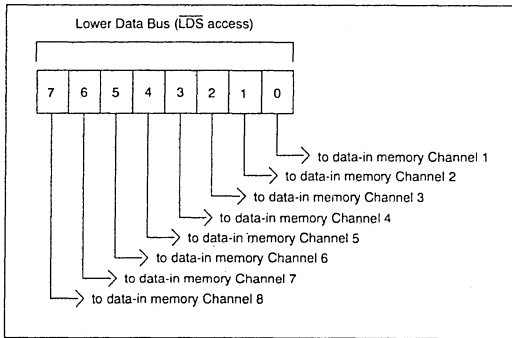 Lower Data Bus (L̅D̅S̅ access)
7 6 5 4 3 2 1 0
to data-in memory Channel 1
to data-in memory Channel 2
to data-in memory Channel 3
to data-in memory Channel 4
to data-in memory Channel 5
to data-in memory Channel 6
to data-in memory Channel 7
to data-in memory Channel 8